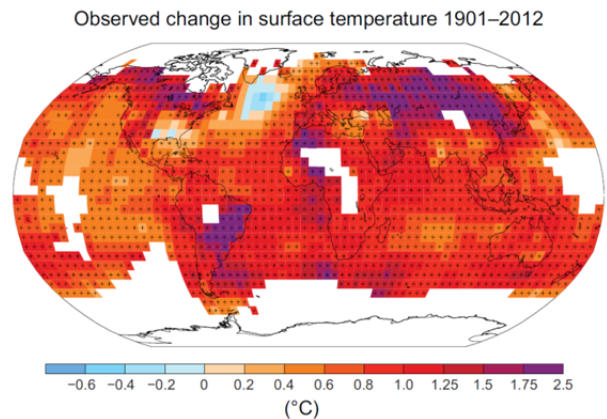 Observed change in surface temperature 1901–2012
−0.6 −0.4 −0.2 0 0.2 0.4 0.6 0.8 1.0 1.25 1.5 1.75 2.5
(°C)